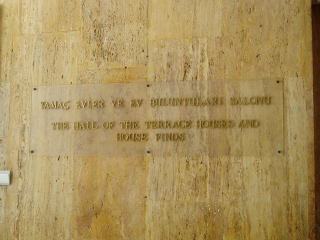 YAMAÇ EVLER VE EV BULUNTULARI SALONU
THE HALL OF THE TERRACE HOUSES AND
HOUSE FINDS